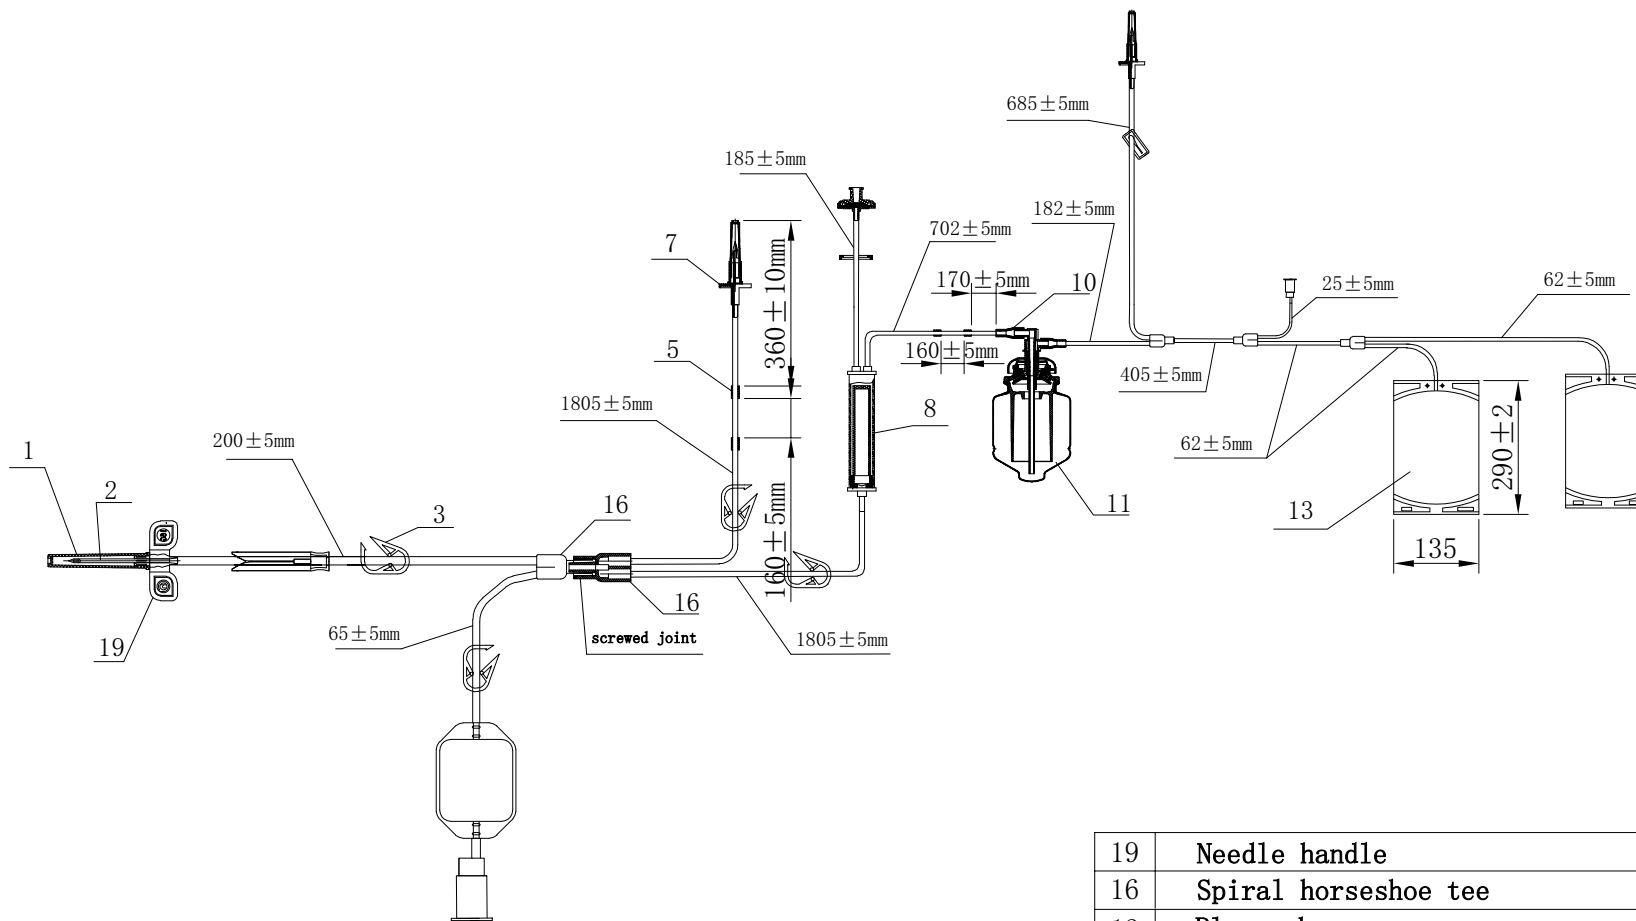 685±5mm
185±5mm
182±5mm
702±5mm
7
360±10mm
170±5mm
10
25±5mm
62±5mm
160±5mm
5
405±5mm
1805±5mm
8
290±2
200±5mm
62±5mm
1
2
3
16
160±5mm
11
13
135
16
65±5mm
screwed joint
1805±5mm
19
19 Needle handle
16 Spiral horseshoe tee